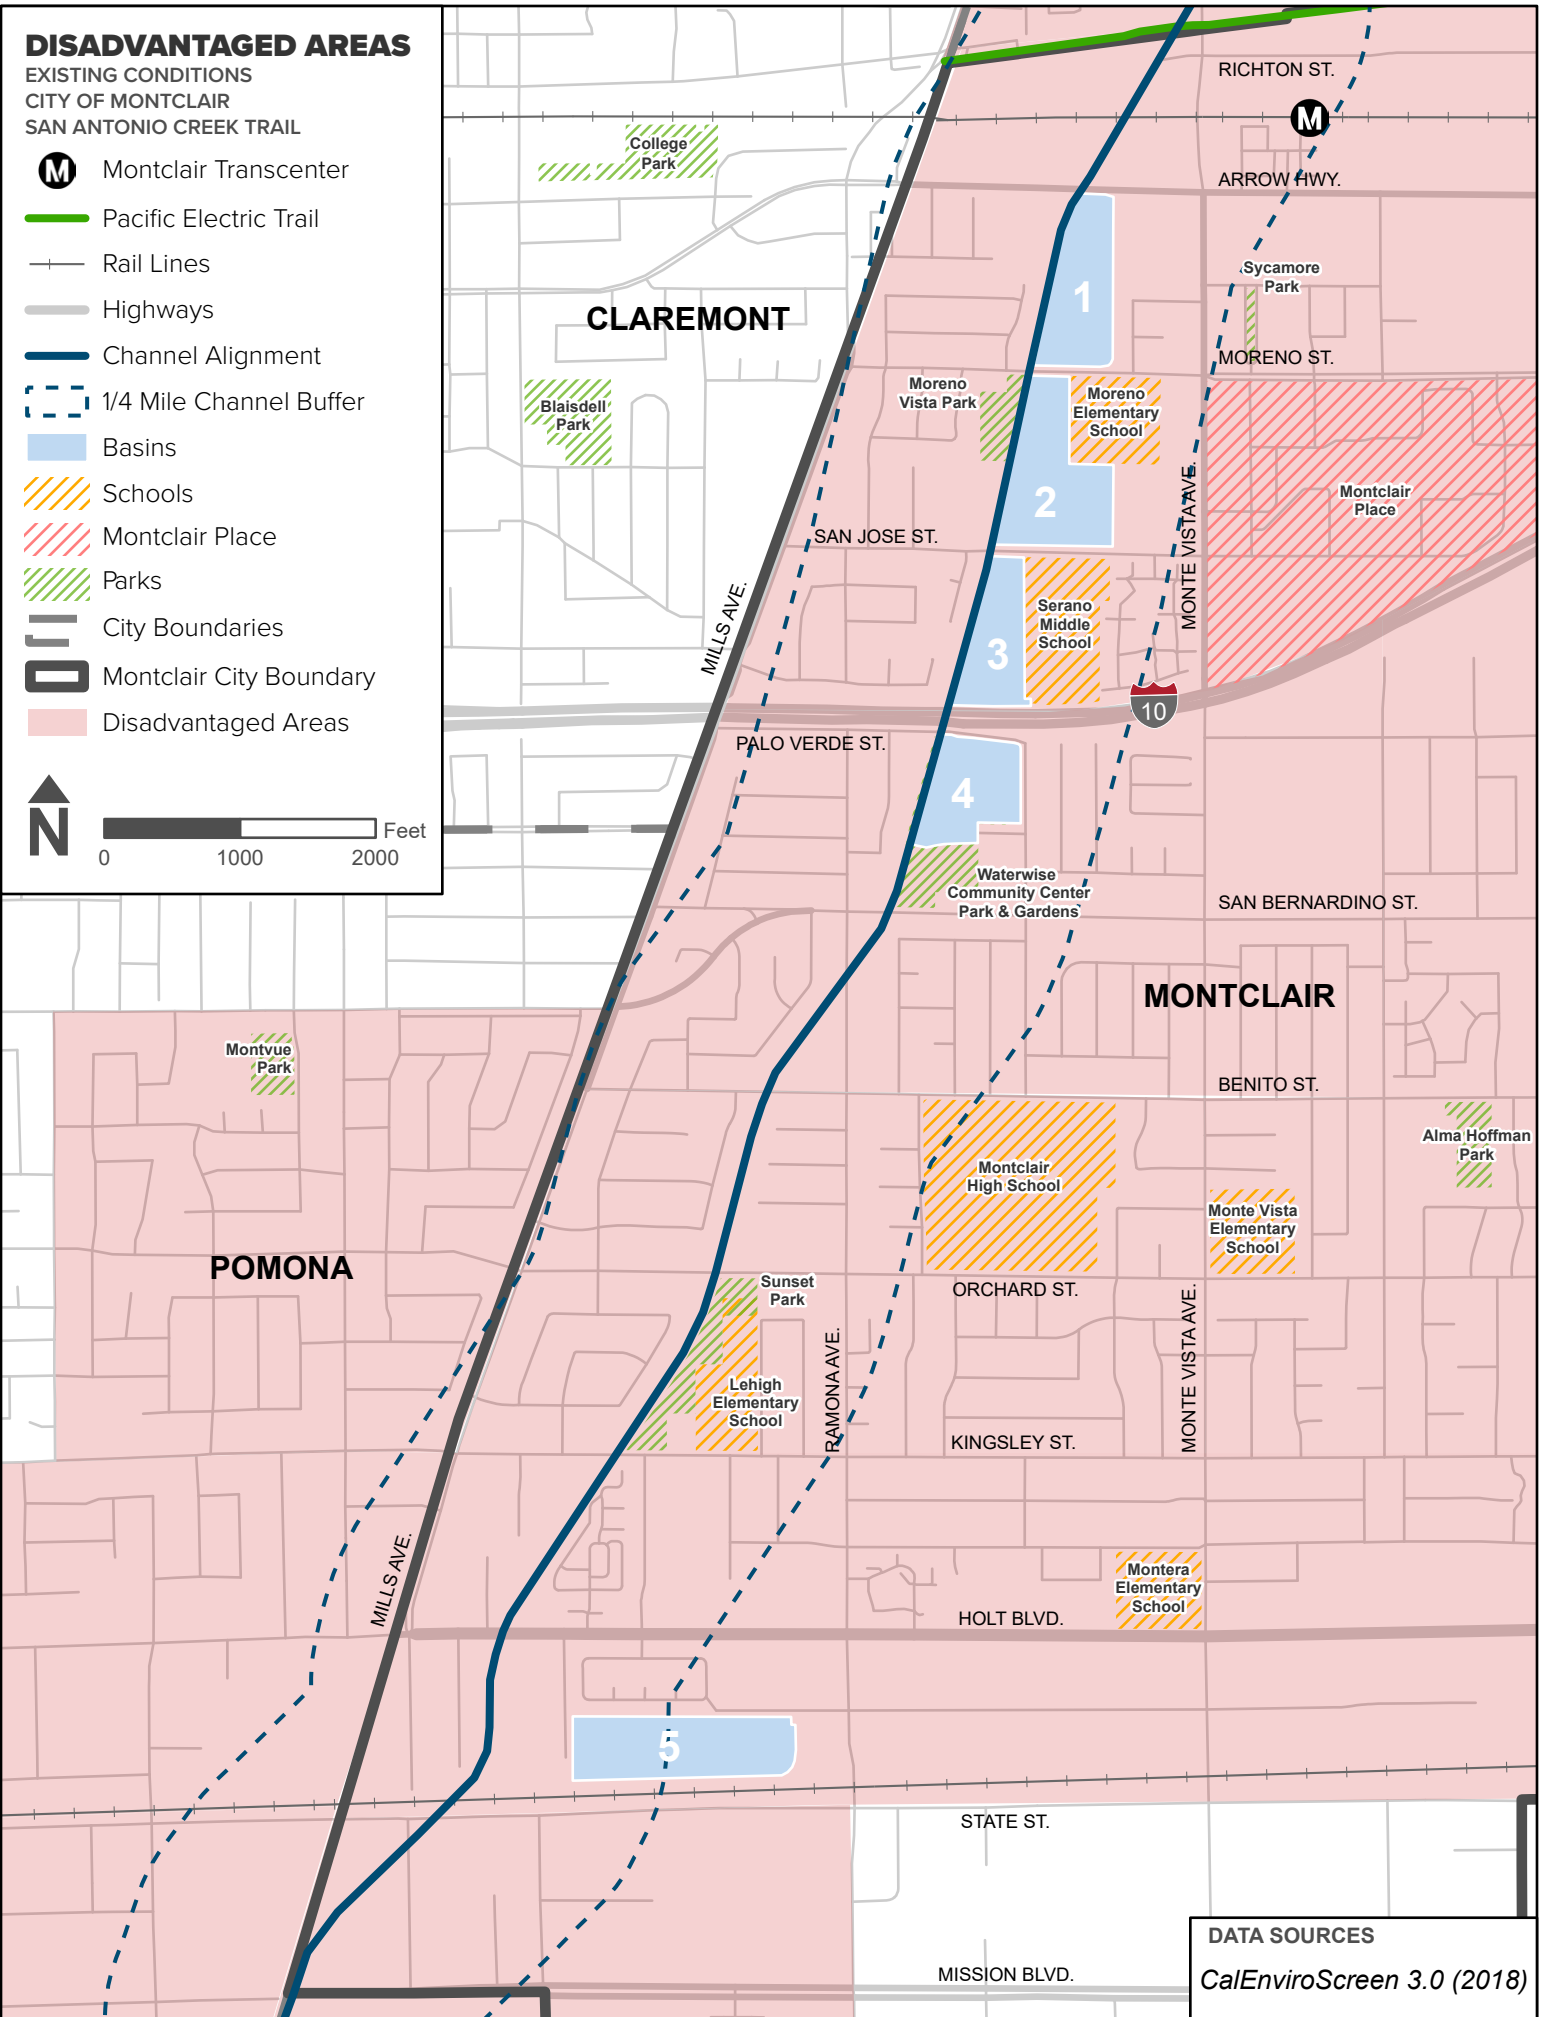 DISADVANTAGED AREAS
EXISTING CONDITIONS
CITY OF MONTCLAIR
SAN ANTONIO CREEK TRAIL
M
Montclair Transcenter
Pacific Electric Trail
Rail Lines
Highways
Channel Alignment
1/4 Mile Channel Buffer
Basins
Schools
Montclair Place
Parks
City Boundaries
Montclair City Boundary
Disadvantaged Areas
N
Feet
0
1000
2000
RICHTON ST.
M
College
Park
ARROW HWY.
Sycamore
Park
1
CLAREMONT
MORENO ST.
Moreno
Vista Park
Moreno
Elementary
School
Blaisdell
Park
2
Montclair
Place
MONTE VISTA AVE.
SAN JOSE ST.
MILLS AVE.
Serano
Middle
School
3
10
PALO VERDE ST.
4
Waterwise
Community Center
Park & Gardens
SAN BERNARDINO ST.
MONTCLAIR
Montvue
Park
BENITO ST.
Alma Hoffman
Park
Montclair
High School
Monte Vista
Elementary
School
POMONA
Sunset
Park
ORCHARD ST.
RAMONA AVE.
MONTE VISTA AVE.
Lehigh
Elementary
School
KINGSLEY ST.
MILLS AVE.
Montera
Elementary
School
HOLT BLVD.
5
STATE ST.
MISSION BLVD.
DATA SOURCES
CalEnviroScreen 3.0 (2018)